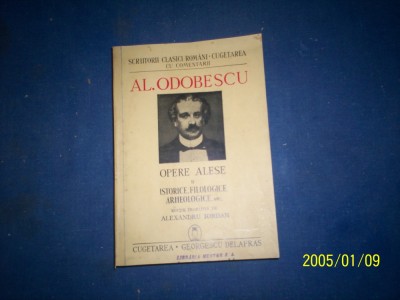 SCRIITORII CLASICI ROMÂNI-CUGETAREA
CU COMENTARII
AL. ODOBESCU
OPERE ALESE
ISTORICE, FILOLOGICE
ARHEOLOGICE
ALEXANDRU
CUGETAREA - GEORGESCU DELAFRAS
2005/01/09